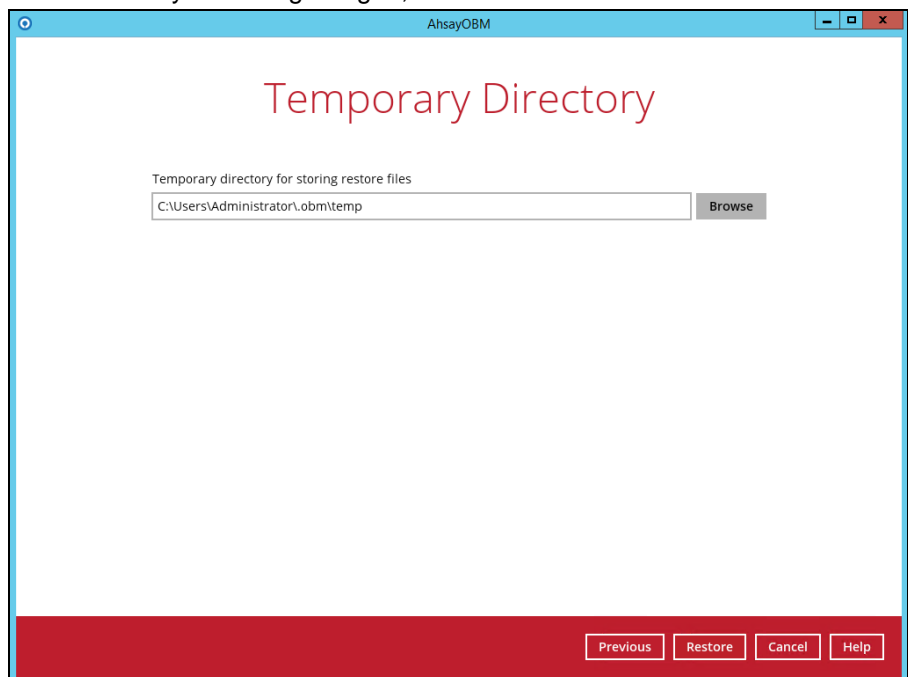 AhsayOBM
Temporary Directory
Temporary directory for storing restore files
C:\Users\Administrator\.obm\temp
Browse
Previous Restore Cancel Help